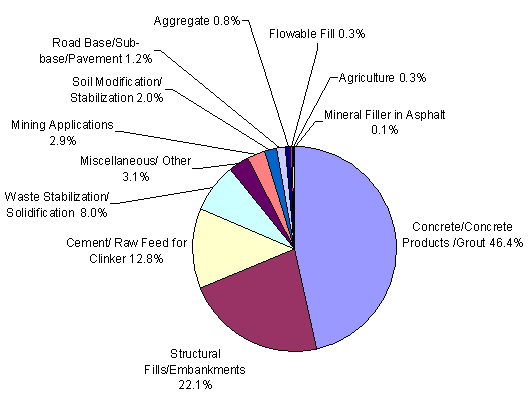 Aggregate 0.8%
Flowable Fill 0.3%
Road Base/Sub-
base/Pavement 1.2%
Soil Modification/
Stabilization 2.0%
Agriculture 0.3%
Mineral Filler in Asphalt
0.1%
Mining Applications
2.9%
Miscellaneous/ Other
3.1%
Waste Stabilization/
Solidification 8.0%
Concrete/Concrete
Products /Grout 46.4%
Cement/ Raw Feed for
Clinker 12.8%
Structural
Fills/Embankments
22.1%